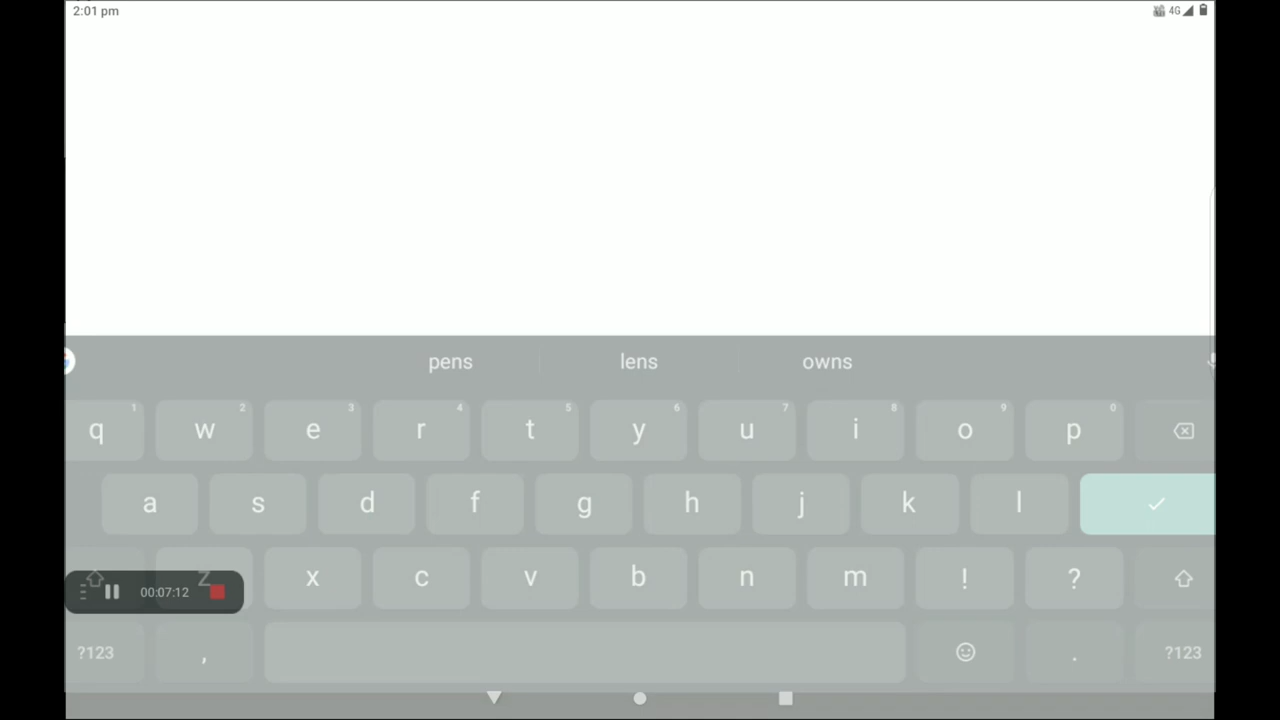 2:01 pm 4G
pens lens owns
q 1 w 2 e 3 r 4 t 5 y 6 u 7 i 8 o 9 p 0
a s d f g h j k l
z x c v b n m ! ?
00:07:12
?123 , . ?123